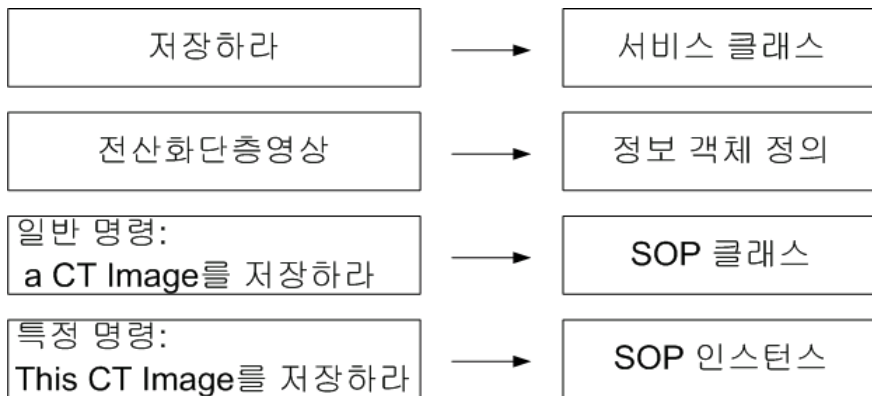 저장하라
서비스 클래스
전산화단층영상
정보 객체 정의
일반 명령:
a CT Image를 저장하라
SOP 클래스
특정 명령:
This CT Image를 저장하라
SOP 인스턴스